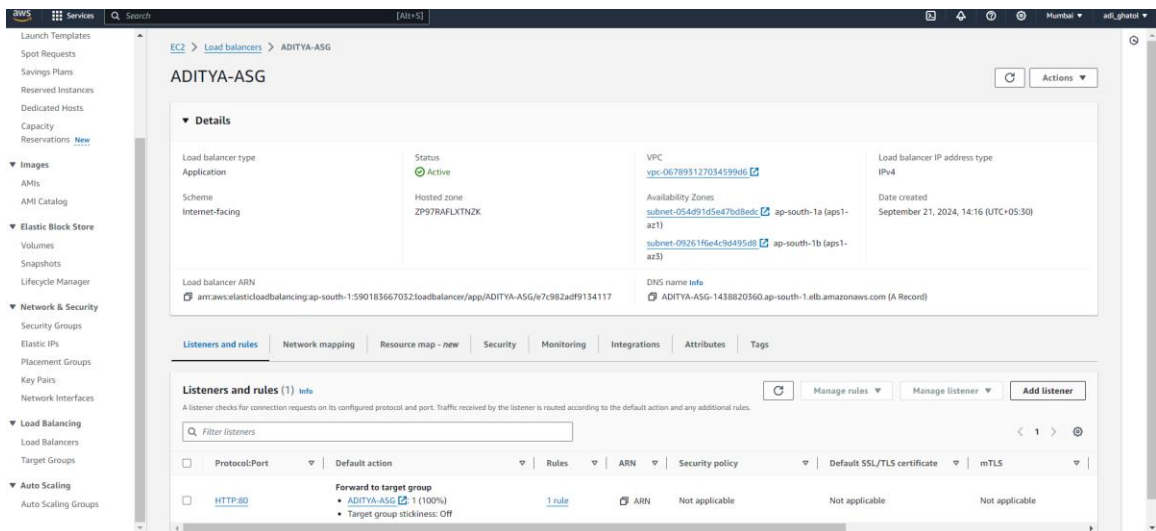 aws Services Search [Alt+S] Mumbai adi_ghatol
Launch Templates
Spot Requests
Savings Plans
Reserved Instances
Dedicated Hosts
Capacity
Reservations New
Images
AMIs
AMI Catalog
Elastic Block Store
Volumes
Snapshots
Lifecycle Manager
Network & Security
Security Groups
Elastic IPs
Placement Groups
Key Pairs
Network Interfaces
Load Balancing
Load Balancers
Target Groups
Auto Scaling
Auto Scaling Groups
EC2 > Load balancers > ADITYA-ASG
ADITYA-ASG
Actions
Details
Load balancer type
Application
Status
Active
VPC
vpc-067893127034599d6
Load balancer IP address type
IPv4
Scheme
Internet-facing
Hosted zone
ZP97RAFLXTNZK
Availability Zones
subnet-054d91d5e47bd8edc ap-south-1a (aps1-
az1)
subnet-09261f6e4c9d495d8 ap-south-1b (aps1-
az3)
Date created
September 21, 2024, 14:16 (UTC+05:30)
Load balancer ARN
arn:aws:elasticloadbalancing:ap-south-1:590183667032:loadbalancer/app/ADITYA-ASG/e7c982adf9134117
DNS name Info
ADITYA-ASG-1438820360.ap-south-1.elb.amazonaws.com (A Record)
Listeners and rules Network mapping Resource map - new Security Monitoring Integrations Attributes Tags
Listeners and rules (1) Info
Manage rules Manage listener Add listener
A listener checks for connection requests on its configured protocol and port. Traffic received by the listener is routed according to the default action and any additional rules.
Filter listeners
1
Protocol:Port Default action Rules ARN Security policy Default SSL/TLS certificate mTLS
Forward to target group
HTTP:80 • ADITYA-ASG : 1 (100%) 1 rule ARN Not applicable Not applicable Not applicable
• Target group stickiness: Off